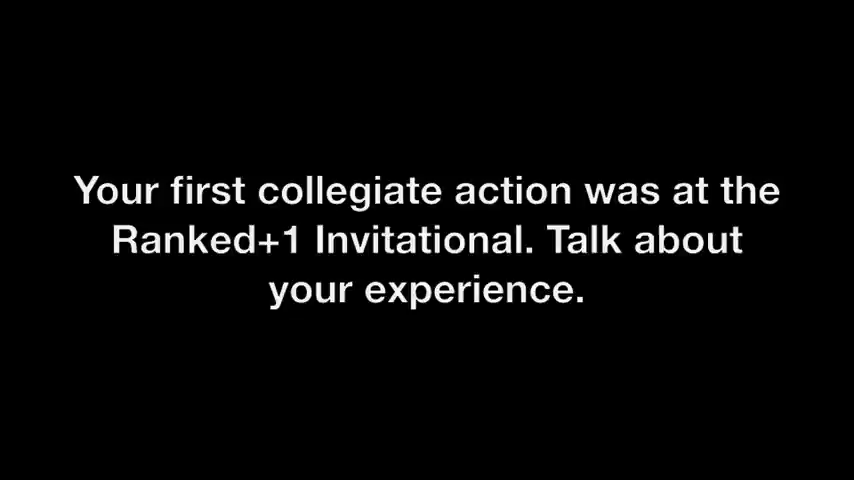 Your first collegiate action was at the
Ranked+1 Invitational. Talk about
your experience.